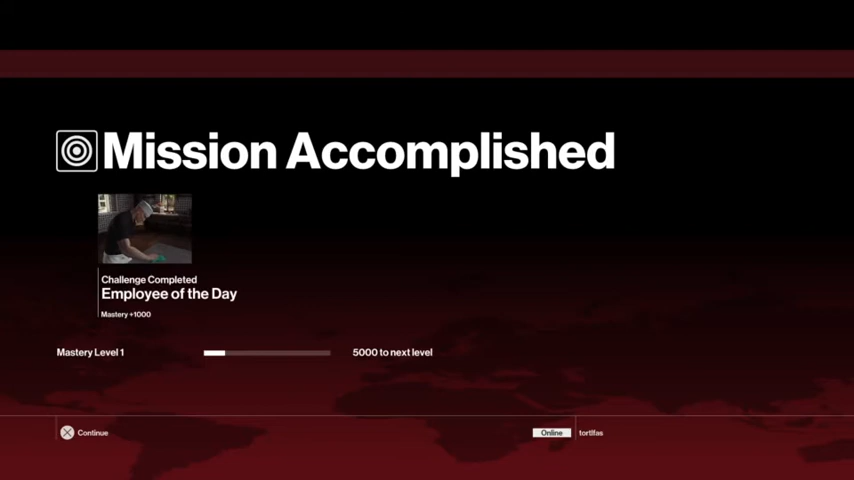 Mission Accomplished
Challenge Completed
Employee of the Day
Mastery +1000
Mastery Level 1
5000 to next level
Continue
Online
tortlfas